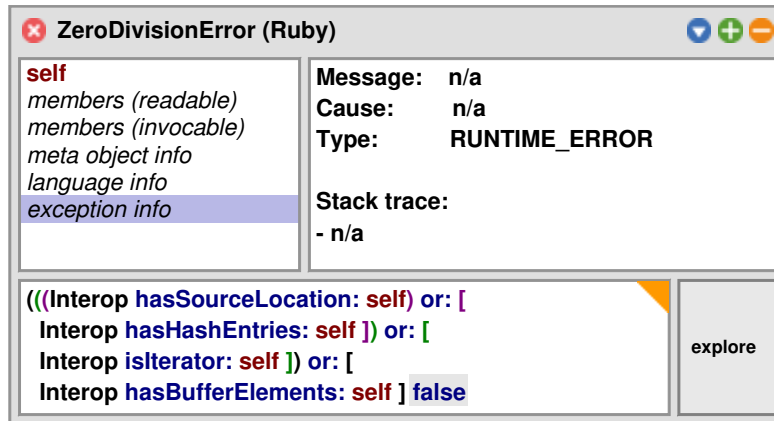 ZeroDivisionError (Ruby)
self
members (readable)
members (invocable)
meta object info
language info
exception info
Message: n/a
Cause: n/a
Type: RUNTIME_ERROR
Stack trace:
- n/a
(((Interop hasSourceLocation: self) or: [
Interop hasHashEntries: self ]) or: [
Interop isIterator: self ]) or: [
Interop hasBufferElements: self ] false
explore